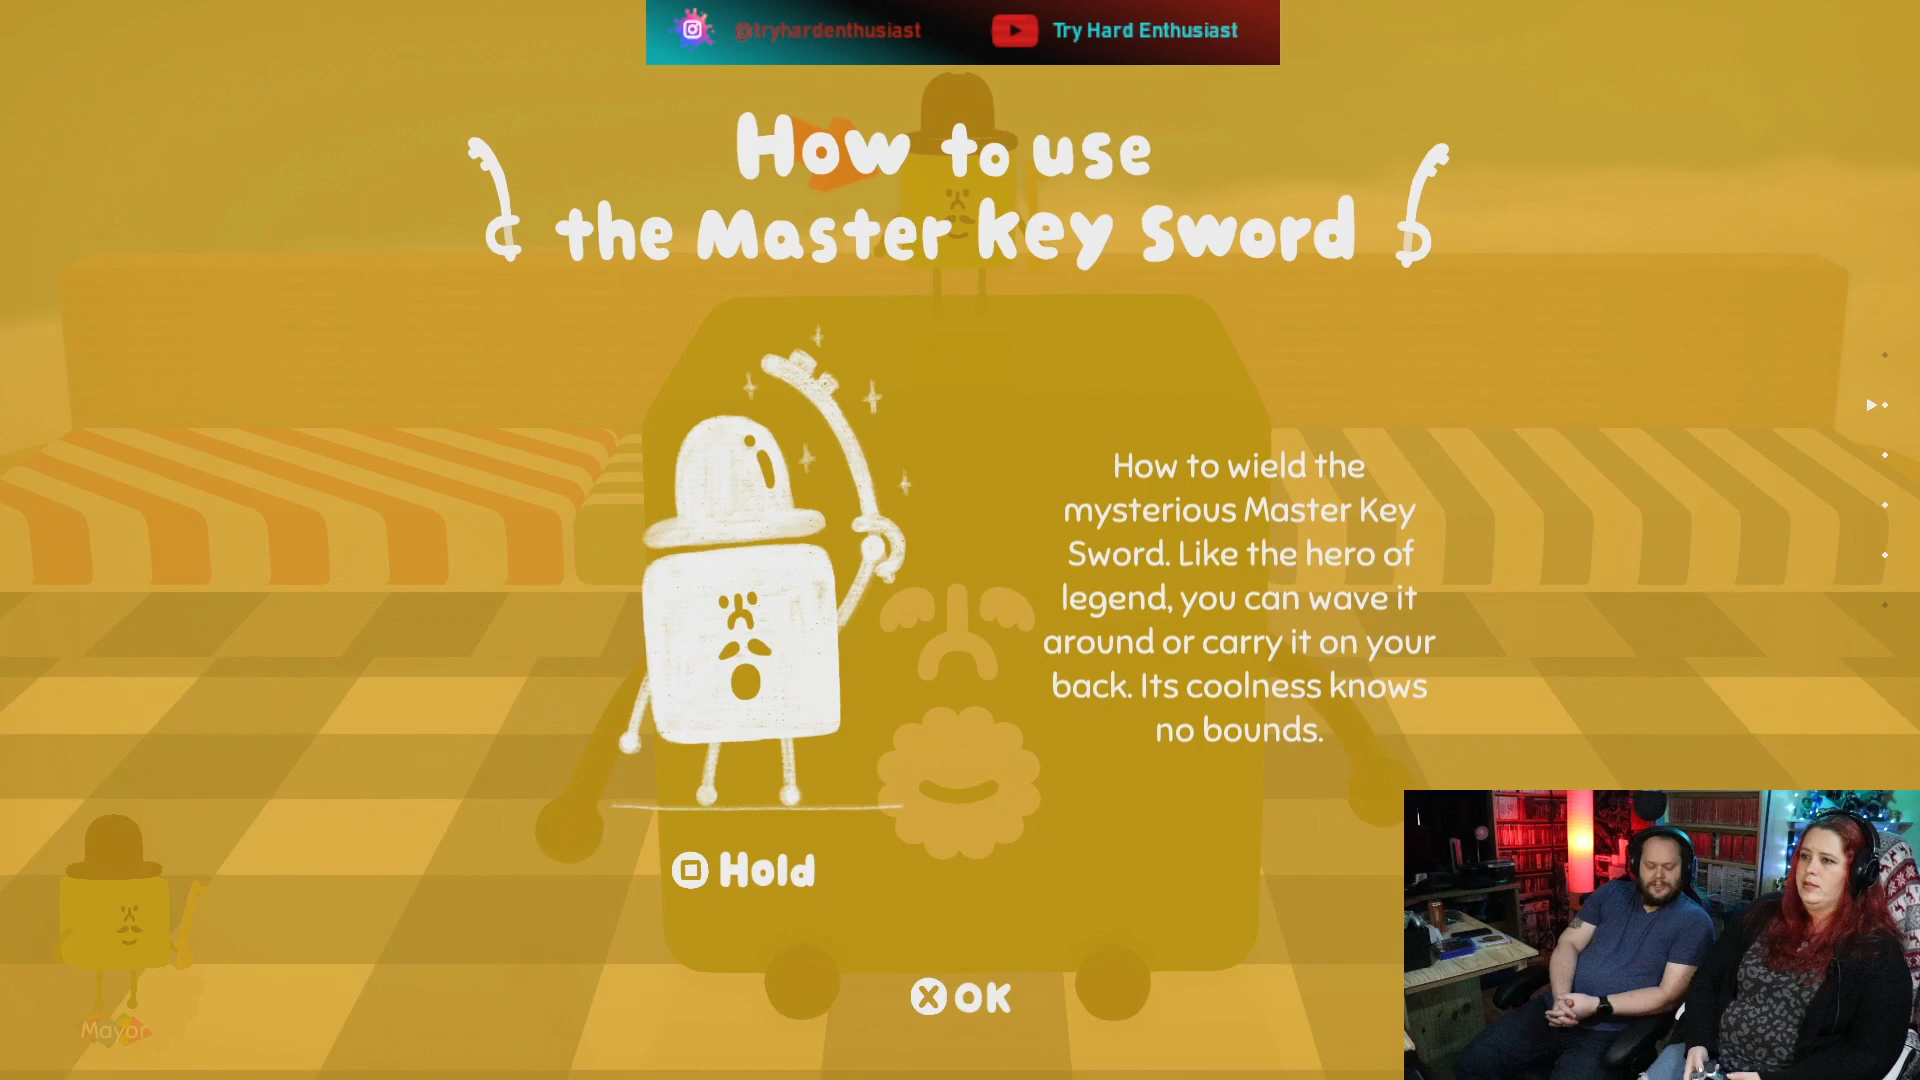 @tryhardenthusiast
Try Hard Enthusiast
How to use
the Master Key Sword
How to wield the
mysterious Master Key
Sword. Like the hero of
legend, you can wave it
around or carry it on your
back. Its coolness knows
no bounds.
Hold
OK
Mayor